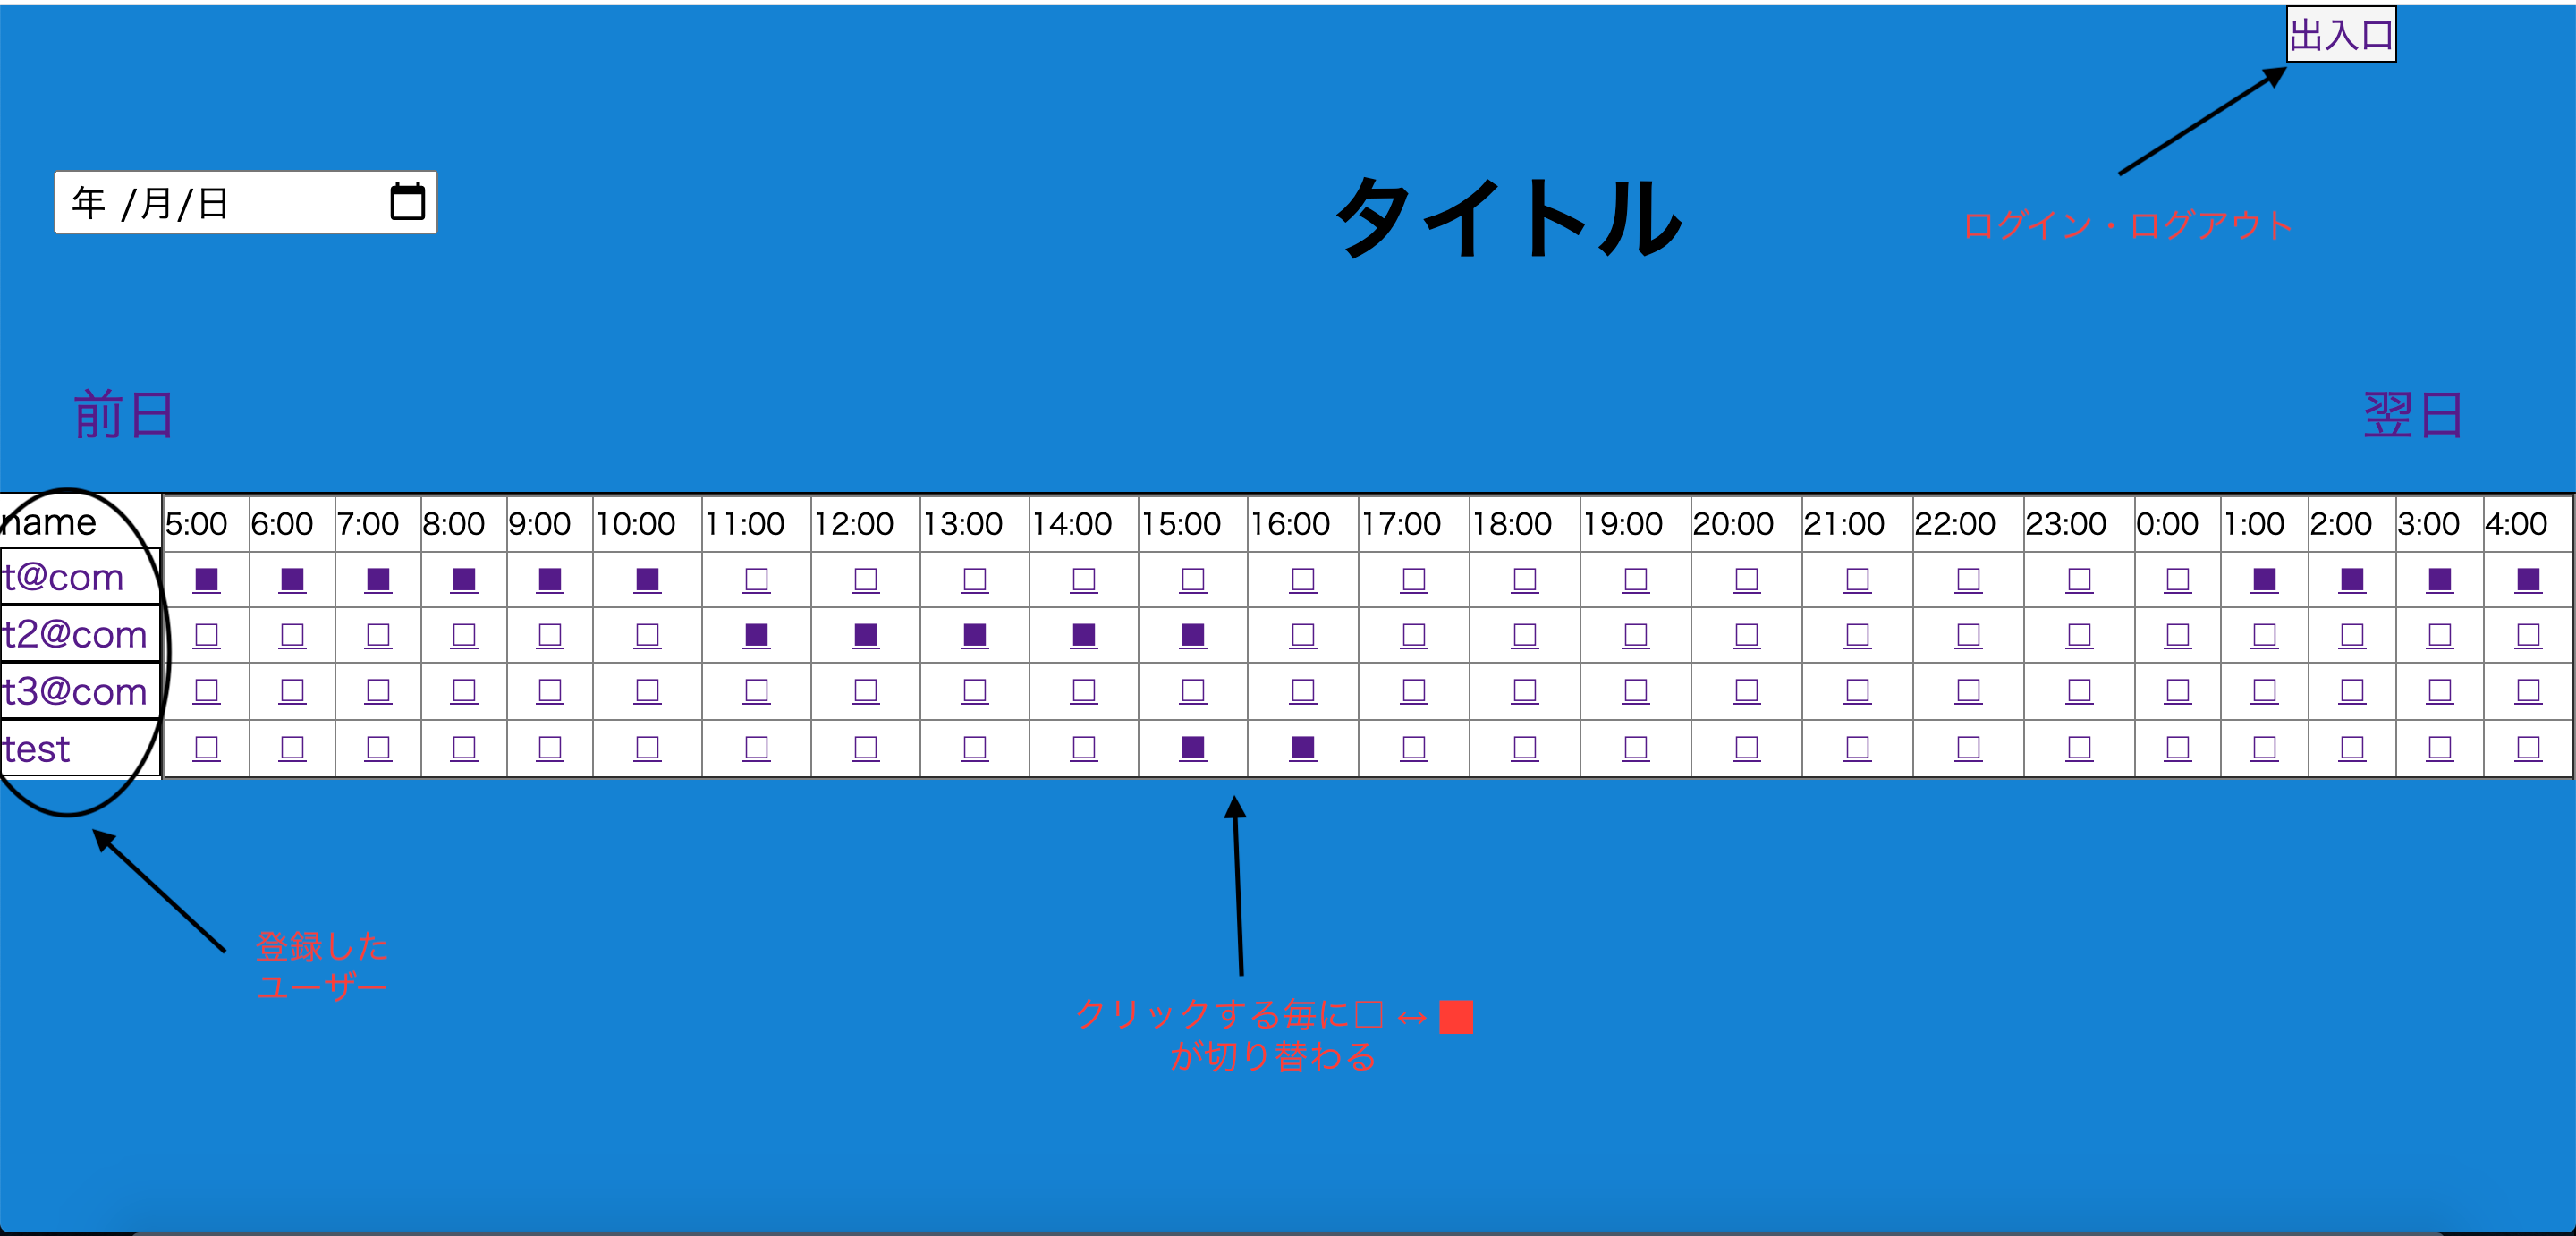 出入口
年 /月/日
タイトル
ログイン・ログアウト
前日
翌日
name 5:00 6:00 7:00 8:00 9:00 10:00 11:00 12:00 13:00 14:00 15:00 16:00 17:00 18:00 19:00 20:00 21:00 22:00 23:00 0:00 1:00 2:00 3:00 4:00
t@com ■ ■ ■ ■ ■ ■ □ □ □ □ □ □ □ □ □ □ □ □ □ □ ■ ■ ■ ■
t2@com □ □ □ □ □ □ ■ ■ ■ ■ ■ □ □ □ □ □ □ □ □ □ □ □ □ □
t3@com □ □ □ □ □ □ □ □ □ □ □ □ □ □ □ □ □ □ □ □ □ □ □ □
test □ □ □ □ □ □ □ □ □ □ ■ ■ □ □ □ □ □ □ □ □ □ □ □ □
登録した
ユーザー
クリックする毎に□ ↔ ■
が切り替わる